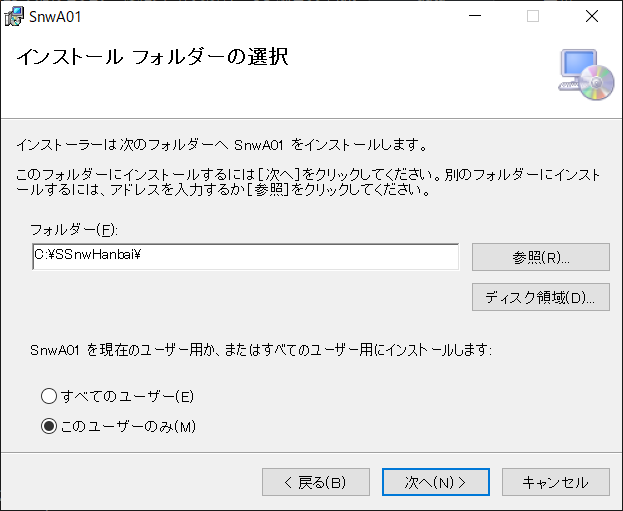 SnwA01
インストール フォルダーの選択
インストーラーは次のフォルダーへ SnwA01 をインストールします。
このフォルダーにインストールするには[次へ]をクリックしてください。別のフォルダーにインスト
ールするには、アドレスを入力するか[参照]をクリックしてください。
フォルダー(F):
C:¥SSnwHanbai¥
参照(R)...
ディスク領域(D)...
SnwA01 を現在のユーザー用か、またはすべてのユーザー用にインストールします:
すべてのユーザー(E)
このユーザーのみ(M)
< 戻る(B)
次へ(N) >
キャンセル